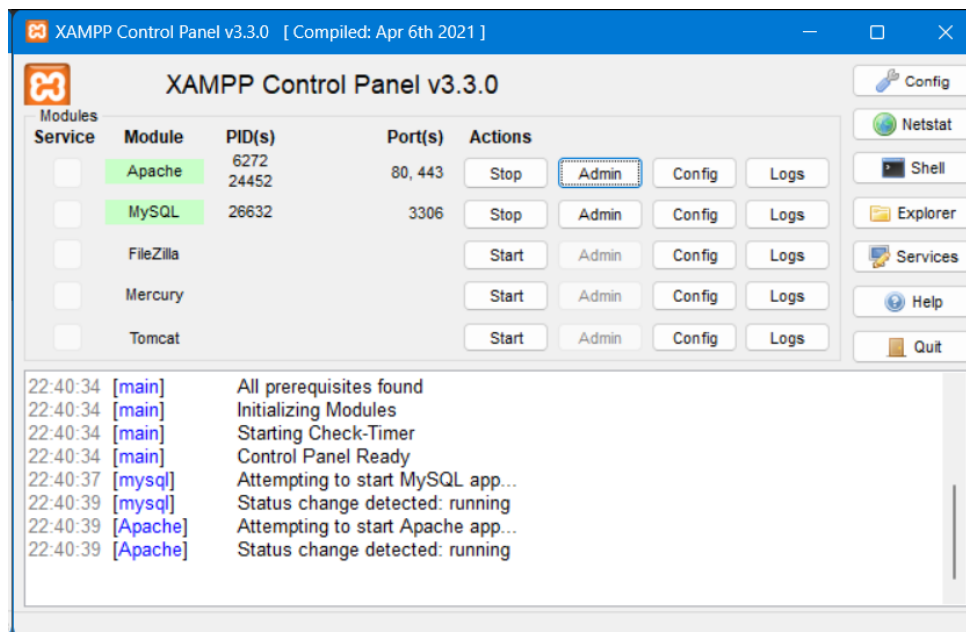 XAMPP Control Panel v3.3.0 [ Compiled: Apr 6th 2021 ]
XAMPP Control Panel v3.3.0
Config
Netstat
Shell
Explorer
Services
Help
Quit
Modules
Service Module PID(s) Port(s) Actions
Apache 6272 24452 80, 443 Stop Admin Config Logs
MySQL 26632 3306 Stop Admin Config Logs
FileZilla Start Admin Config Logs
Mercury Start Admin Config Logs
Tomcat Start Admin Config Logs
22:40:34 [main] All prerequisites found
22:40:34 [main] Initializing Modules
22:40:34 [main] Starting Check-Timer
22:40:34 [main] Control Panel Ready
22:40:37 [mysql] Attempting to start MySQL app...
22:40:39 [mysql] Status change detected: running
22:40:39 [Apache] Attempting to start Apache app...
22:40:39 [Apache] Status change detected: running